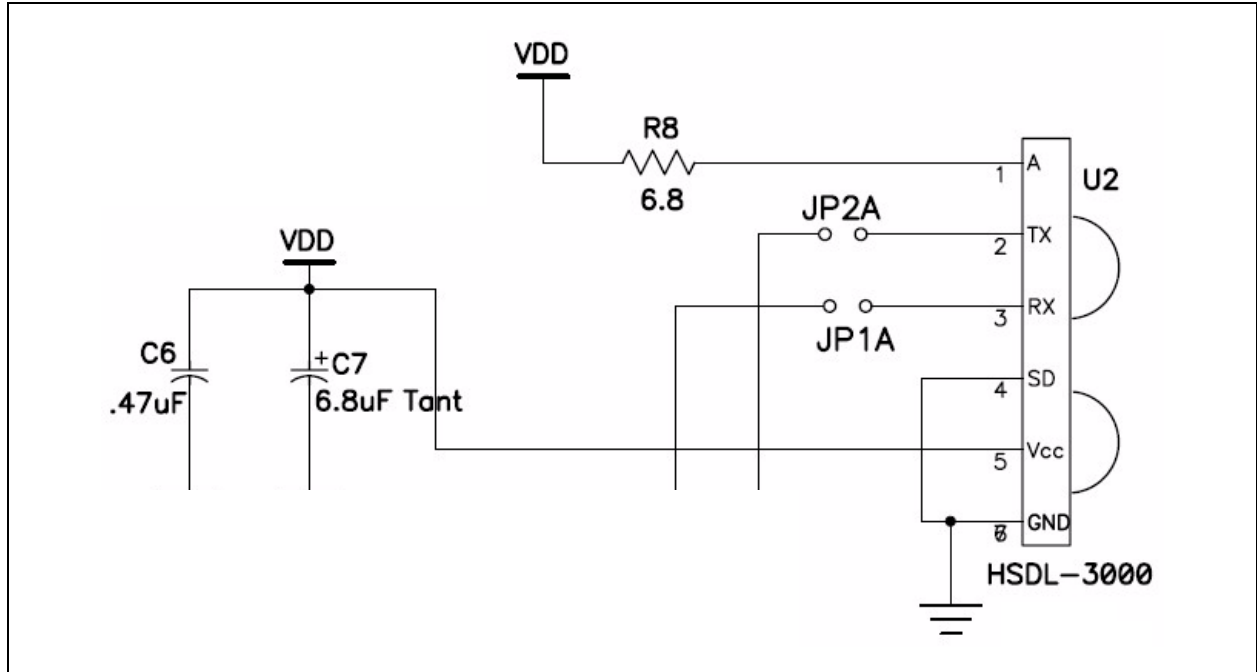 VDD
R8
6.8
1
A
U2
JP2A
2
TX
VDD
3
RX
JP1A
C6
.47uF
+
C7
6.8uF Tant
4
SD
5
Vcc
GND
HSDL-3000